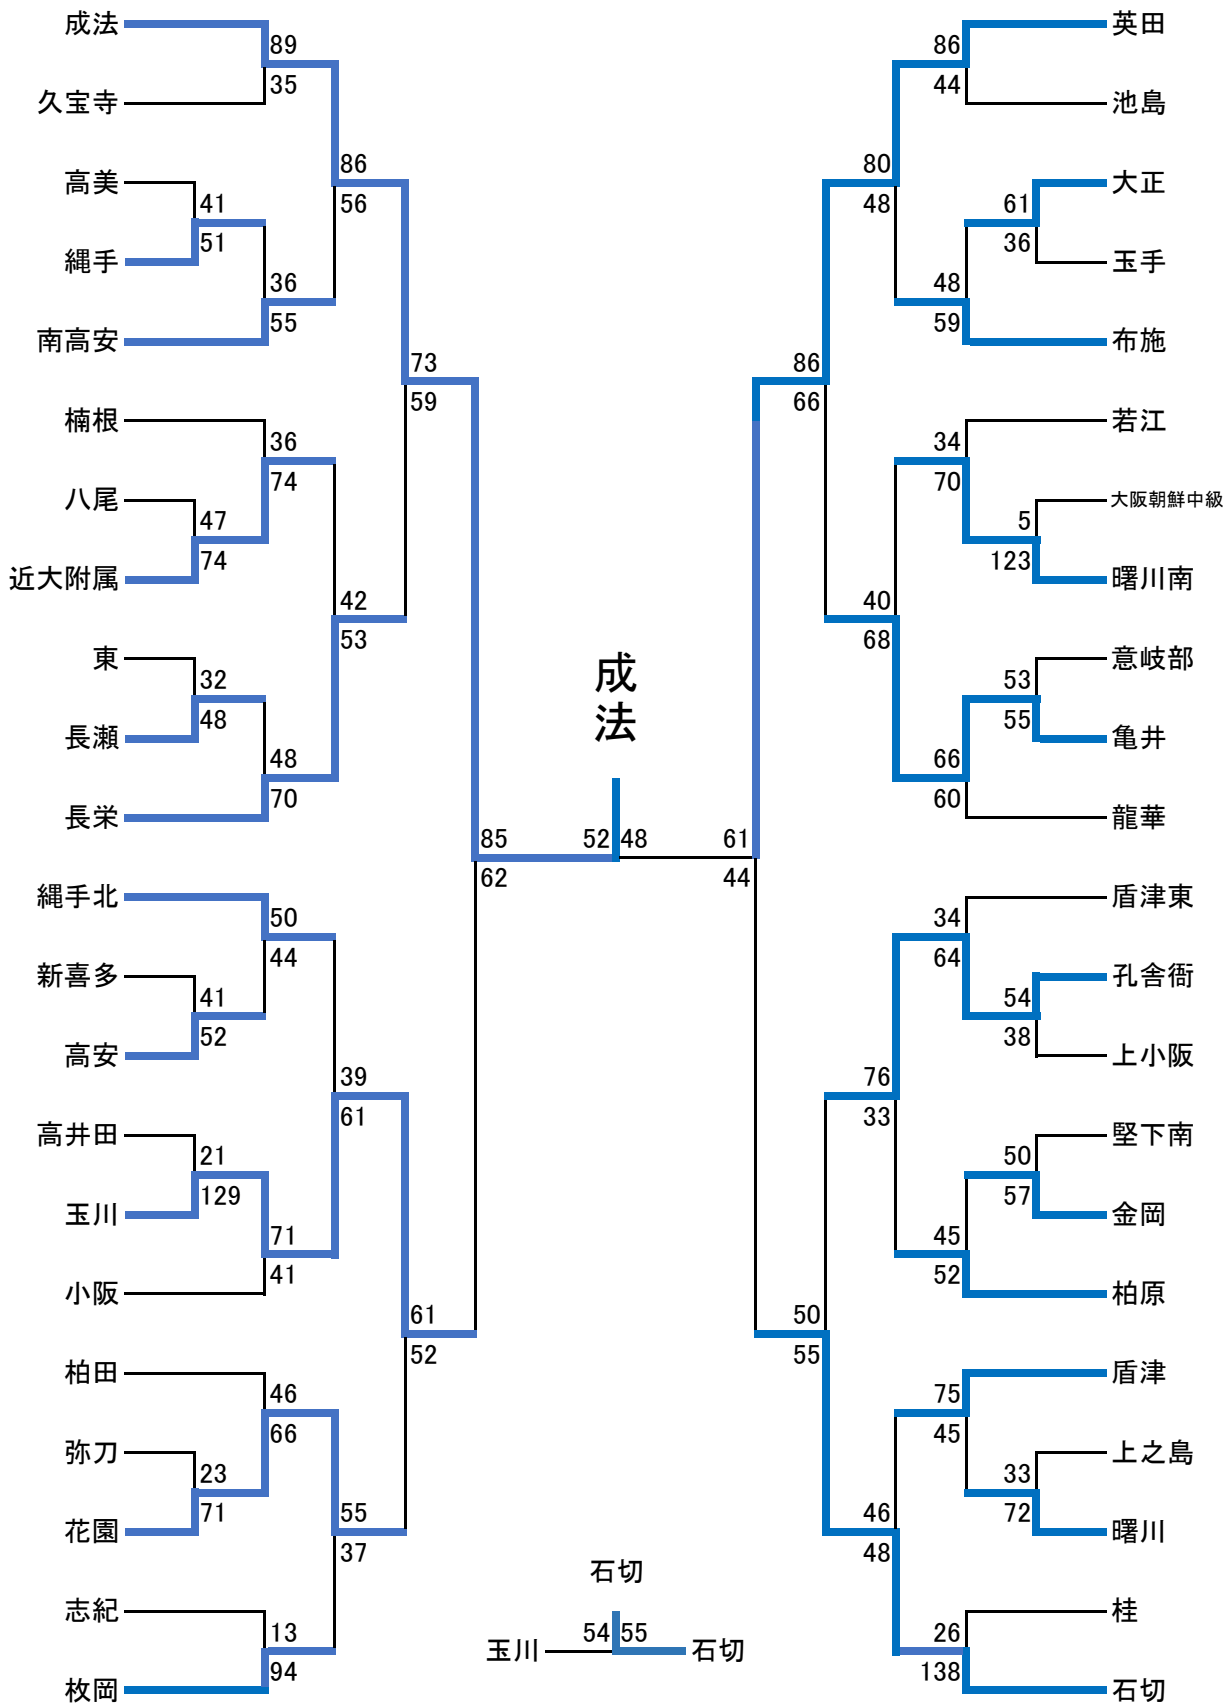 成法 89 86 英田
久宝寺 35 44 池島
高美 86 80 大正
41 56 48 61
縄手 51 36 玉手
36 48
南高安 55 59 布施
73 86
59 66
楠根 36 34 若江
八尾 74 70 大阪朝鮮中級
47 5
近大附属 74 123 曙川南
42 40
53 68
東 32 53 意岐部
長瀬 48 55 亀井
48 66
長栄 70 60 龍華
成法
85 52 48 61
62 44
縄手北 50 34 盾津東
新喜多 44 64 孔舎衙
41 54
高安 52 38 上小阪
39 76
61 33
高井田 21 50 堅下南
玉川 129 57 金岡
71 45
小阪 41 52 柏原
61 50
52 55
柏田 46 75 盾津
弥刀 66 45 上之島
23 33
花園 71 72 曙川
55 46
37 48
石切
志紀 13 26 桂
玉川 54 55 石切
枚岡 94 138 石切